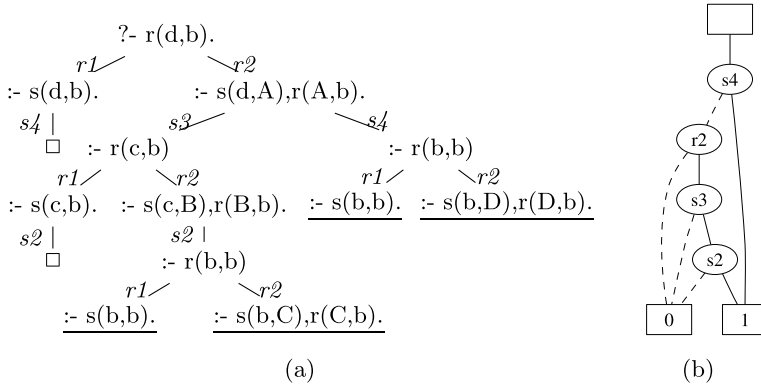 ?- r(d,b).
r1 r2
:- s(d,b). :- s(d,A),r(A,b).
s4 s3 s4
:- r(c,b) :- r(b,b)
r1 r2 r1 r2
:- s(c,b). :- s(c,B),r(B,b). :- s(b,b). :- s(b,D),r(D,b).
s2 s2
:- r(b,b)
r1 r2
:- s(b,b). :- s(b,C),r(C,b).
(a)
s4
r2
s3
s2
0 1
(b)